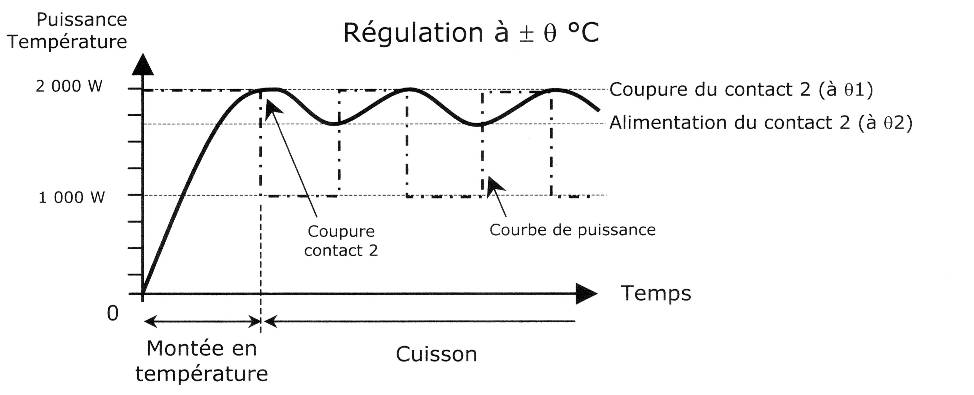 Puissance
Température
Régulation à ± θ °C
2 000 W
Coupure du contact 2 (à θ1)
Alimentation du contact 2 (à θ2)
1 000 W
Coupure
contact 2
Courbe de puissance
0
Temps
Montée en
température
Cuisson